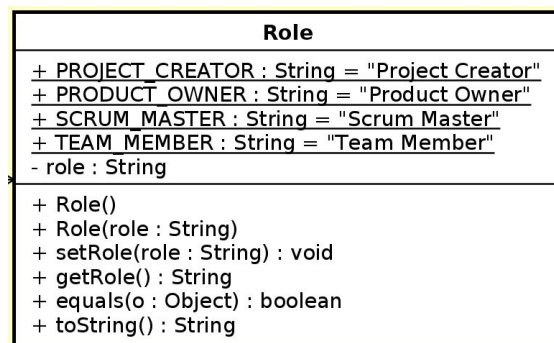 Role
+ PROJECT_CREATOR : String = "Project Creator"
+ PRODUCT_OWNER : String = "Product Owner"
+ SCRUM_MASTER : String = "Scrum Master"
+ TEAM_MEMBER : String = "Team Member"
- role : String
+ Role()
+ Role(role : String)
+ setRole(role : String) : void
+ getRole() : String
+ equals(o : Object) : boolean
+ toString() : String